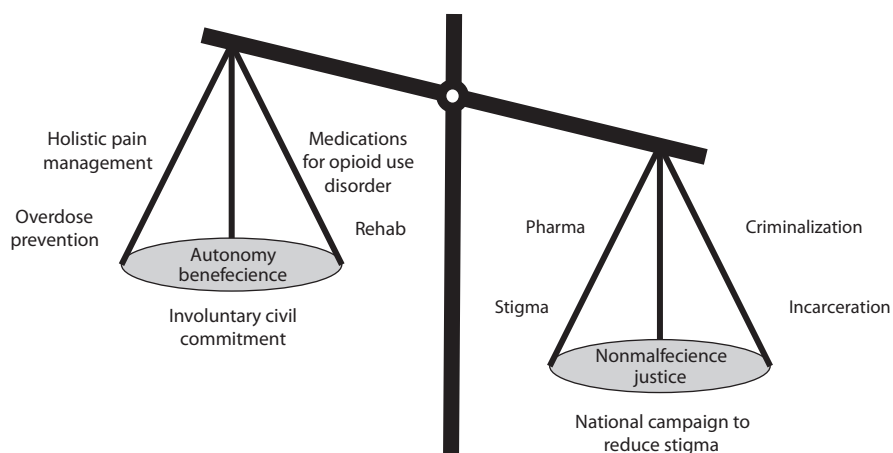 Holistic pain
management
Medications
for opioid use
disorder
Overdose
prevention
Rehab
Autonomy
benefecience
Involuntary civil
commitment
Pharma
Criminalization
Stigma
Incarceration
Nonmalfecience
justice
National campaign to
reduce stigma